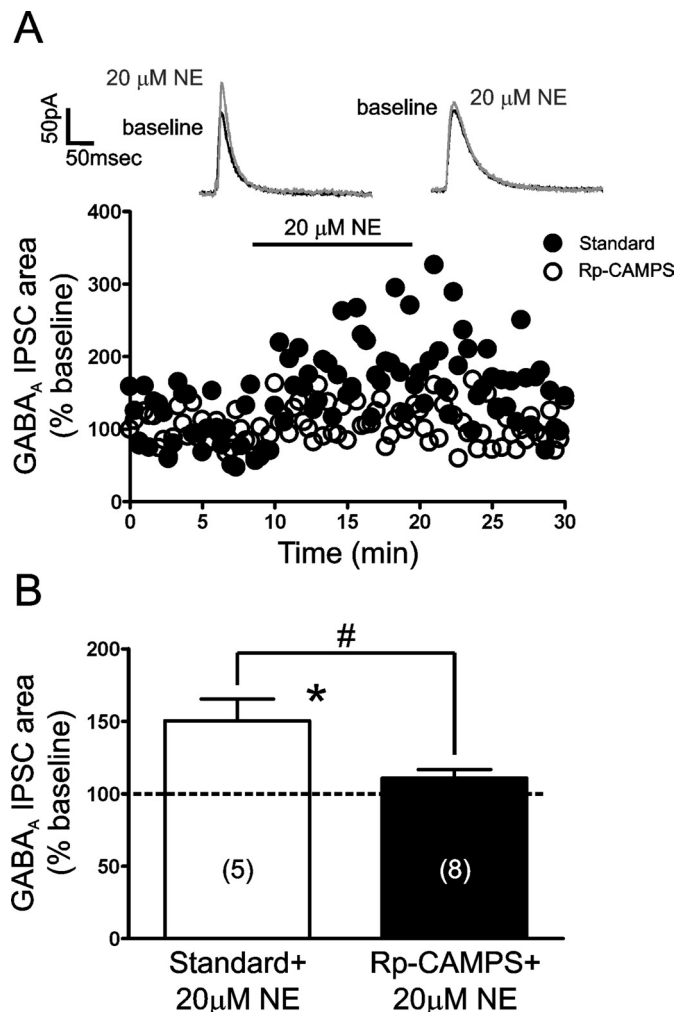 A
20 μM NE
baseline
50pA
50msec
baseline
20 μM NE
400
300
200
100
0
GABAA IPSC area
(% baseline)
20 μM NE
Standard
Rp-CAMPS
0 5 10 15 20 25 30
Time (min)
B
#
*
200
150
100
50
0
GABAA IPSC area
(% baseline)
(5)
(8)
Standard+
20μM NE
Rp-CAMPS+
20μM NE